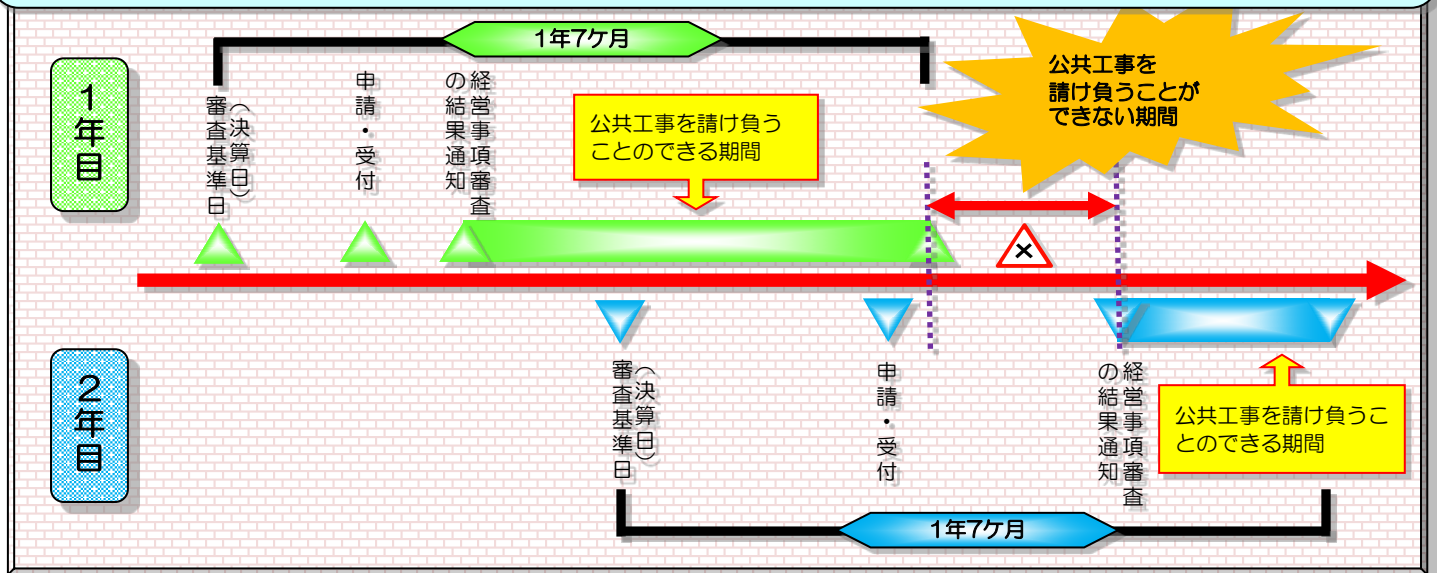 1年7ケ月
公共工事を
請け負うことが
できない期間
1年目
審査基準日
（決算日）
申請・受付
経営事項審査
の結果通知
公共工事を請け負う
ことのできる期間
×
2年目
審査基準日
（決算日）
申請・受付
経営事項審査
の結果通知
公共工事を請け負うこ
とのできる期間
1年7ケ月